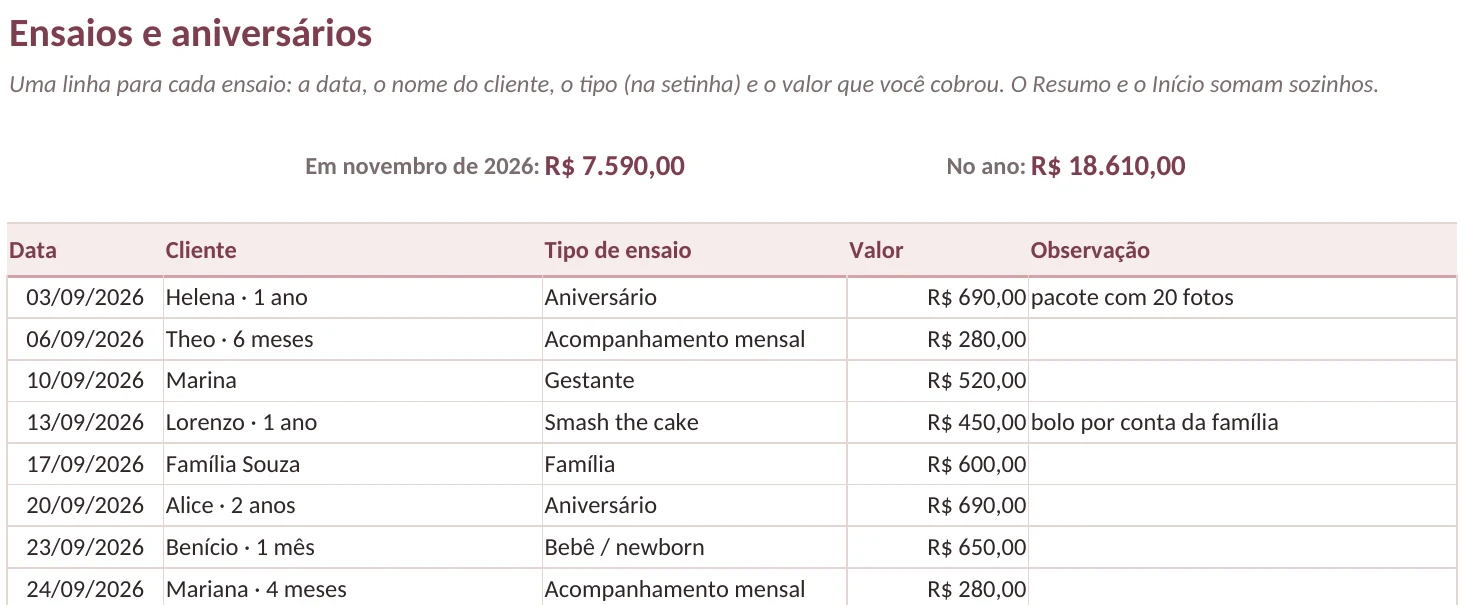 Ensaios e aniversários
Uma linha para cada ensaio: a data, o nome do cliente, o tipo (na setinha) e o valor que você cobrou. O Resumo e o Início somam sozinhos.
Em novembro de 2026: R$ 7.590,00 No ano: R$ 18.610,00
Data Cliente Tipo de ensaio Valor Observação
03/09/2026 Helena · 1 ano Aniversário R$ 690,00 pacote com 20 fotos
06/09/2026 Theo · 6 meses Acompanhamento mensal R$ 280,00
10/09/2026 Marina Gestante R$ 520,00
13/09/2026 Lorenzo · 1 ano Smash the cake R$ 450,00 bolo por conta da família
17/09/2026 Família Souza Família R$ 600,00
20/09/2026 Alice · 2 anos Aniversário R$ 690,00
23/09/2026 Benício · 1 mês Bebê / newborn R$ 650,00
24/09/2026 Mariana · 4 meses Acompanhamento mensal R$ 280,00